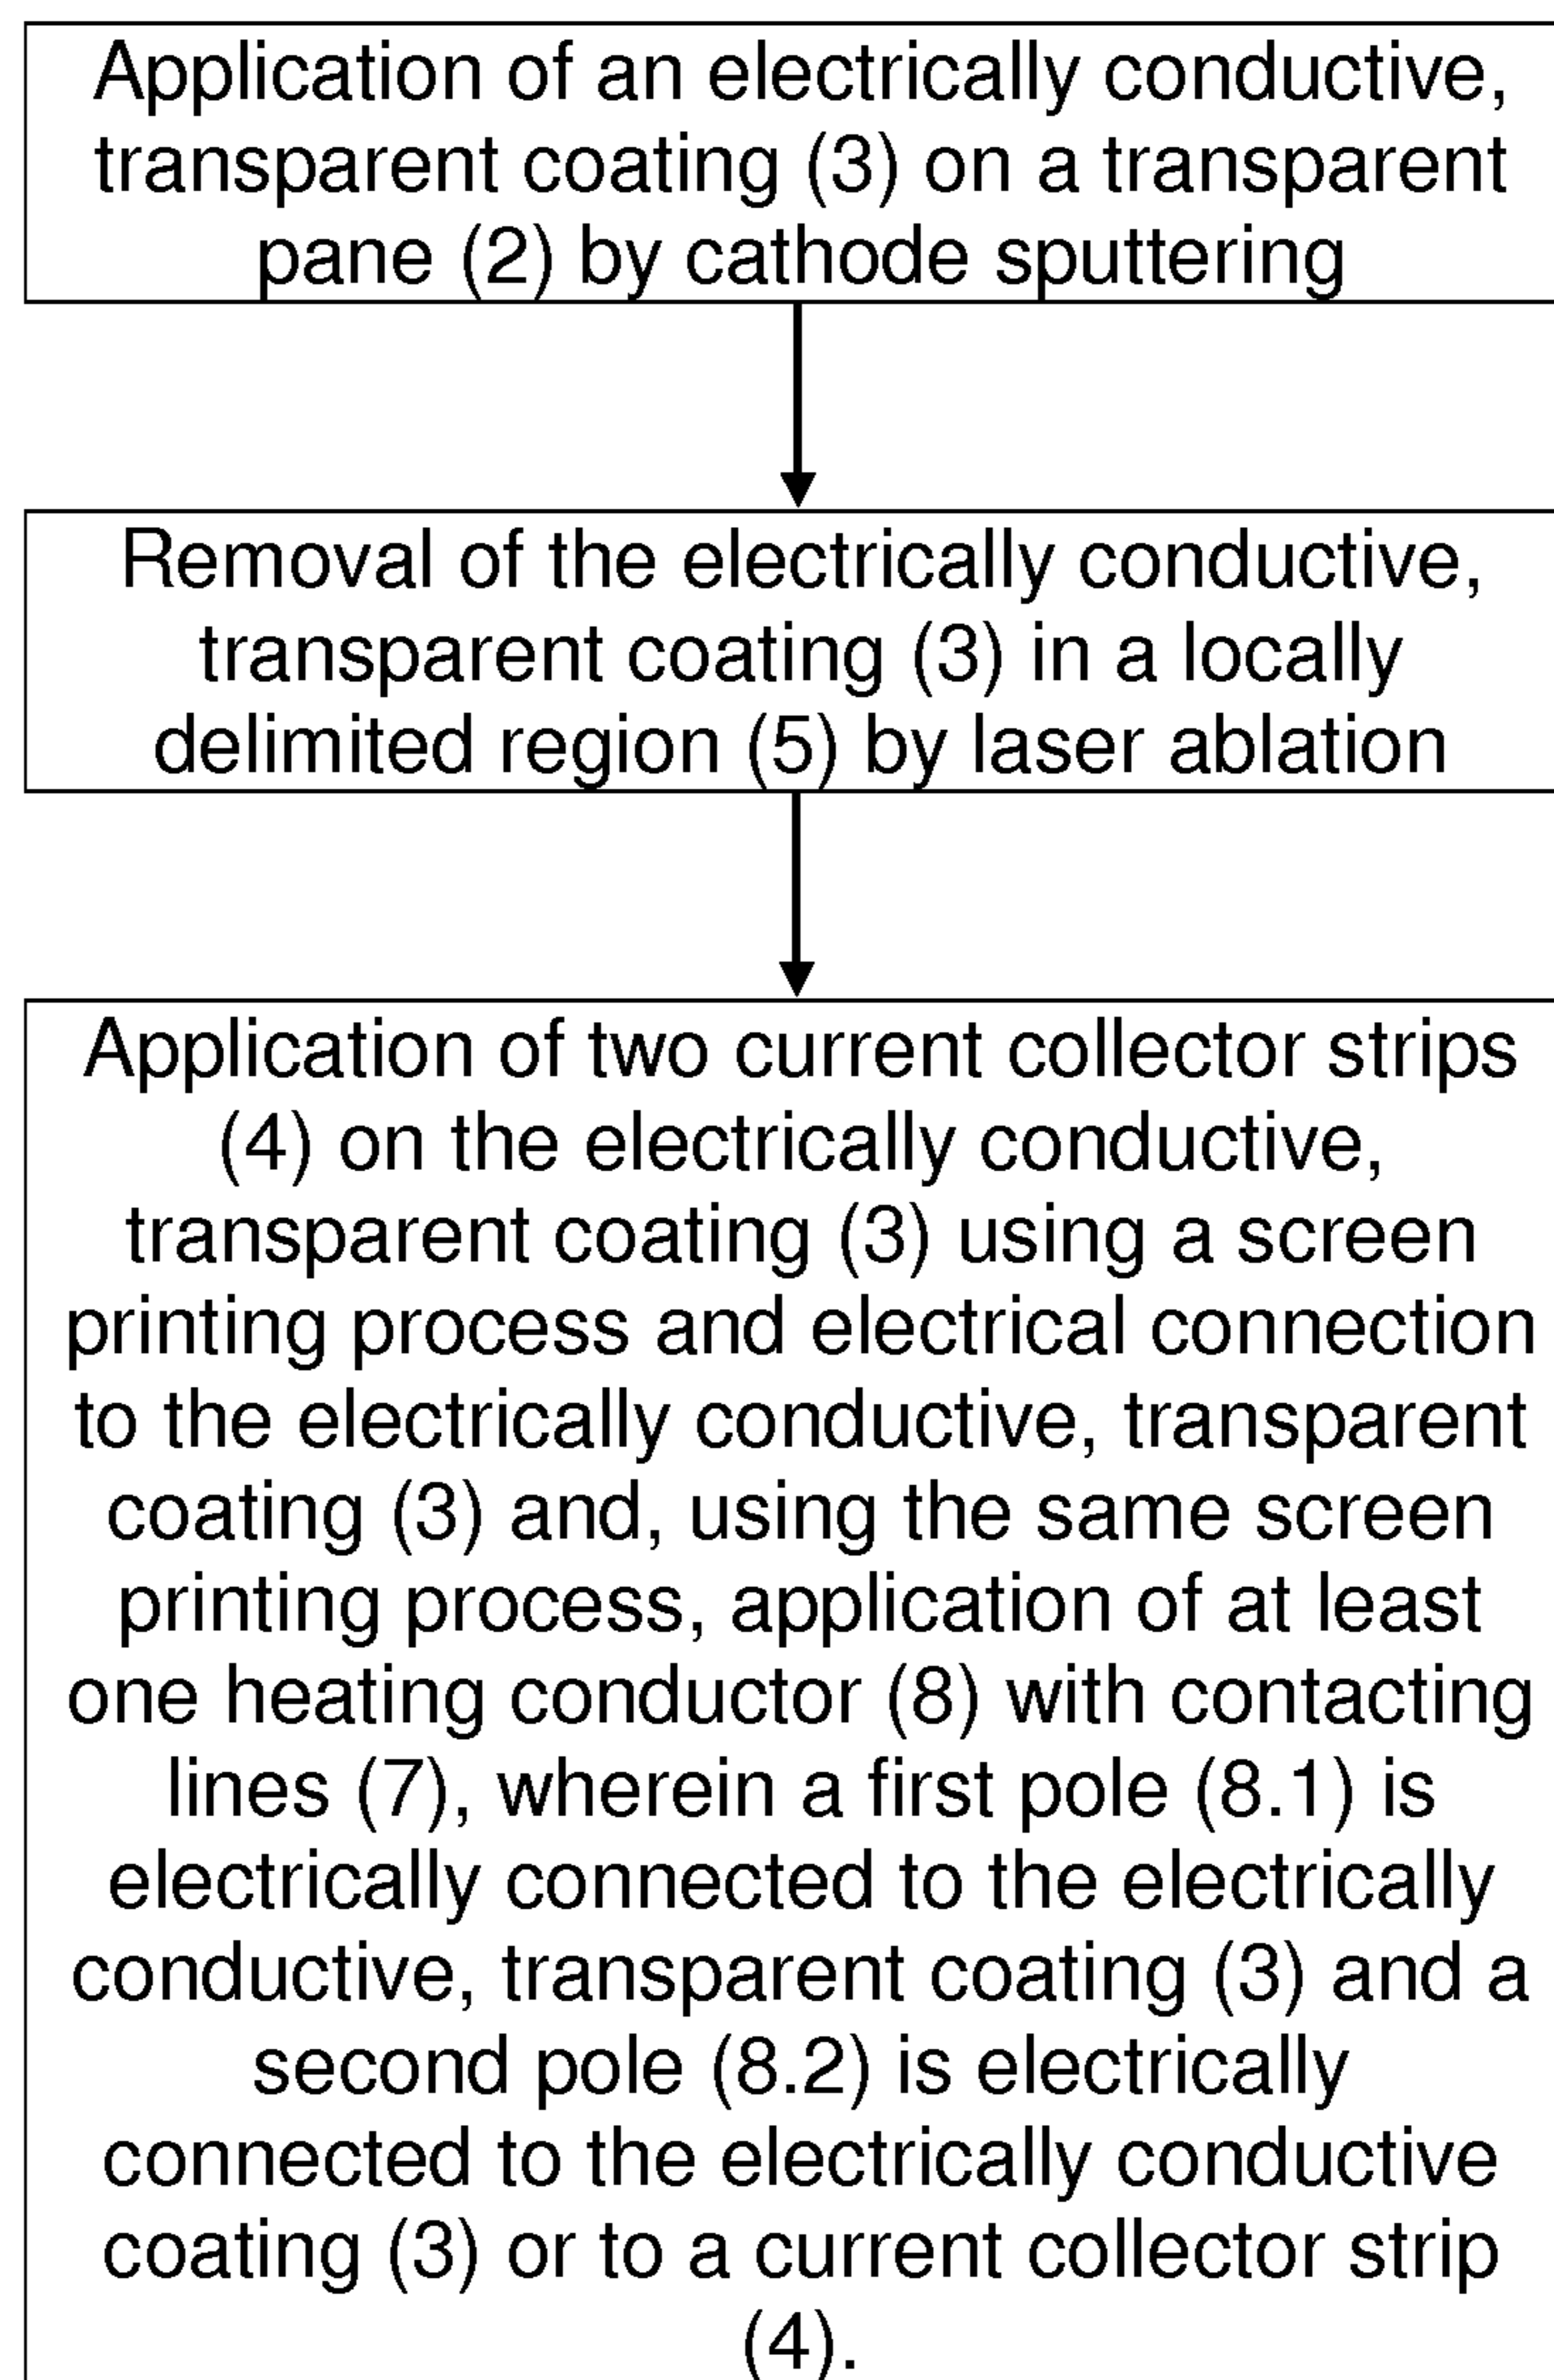 Application of an electrically conductive,
transparent coating (3) on a transparent
pane (2) by cathode sputtering
Removal of the electrically conductive,
transparent coating (3) in a locally
delimited region (5) by laser ablation
Application of two current collector strips
(4) on the electrically conductive,
transparent coating (3) using a screen
printing process and electrical connection
to the electrically conductive, transparent
coating (3) and, using the same screen
printing process, application of at least
one heating conductor (8) with contacting
lines (7), wherein a first pole (8.1) is
electrically connected to the electrically
conductive, transparent coating (3) and a
second pole (8.2) is electrically
connected to the electrically conductive
coating (3) or to a current collector strip
(4).